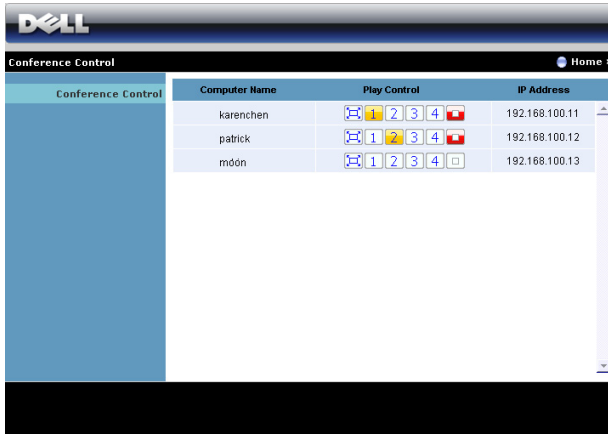 DELL
Conference Control
Home
Conference Control
Computer Name Play Control IP Address
karenchen 1 2 3 4 192.168.100.11
patrick 1 2 3 4 192.168.100.12
móón 1 2 3 4 192.168.100.13